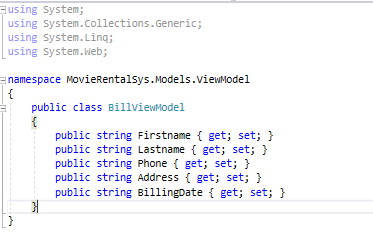 using System;
using System.Collections.Generic;
using System.Linq;
using System.Web;

namespace MovieRentalSys.Models.ViewModel
{
    public class BillViewModel
    {
        public string Firstname { get; set; }
        public string Lastname { get; set; }
        public string Phone { get; set; }
        public string Address { get; set; }
        public string BillingDate { get; set; }
    }
}